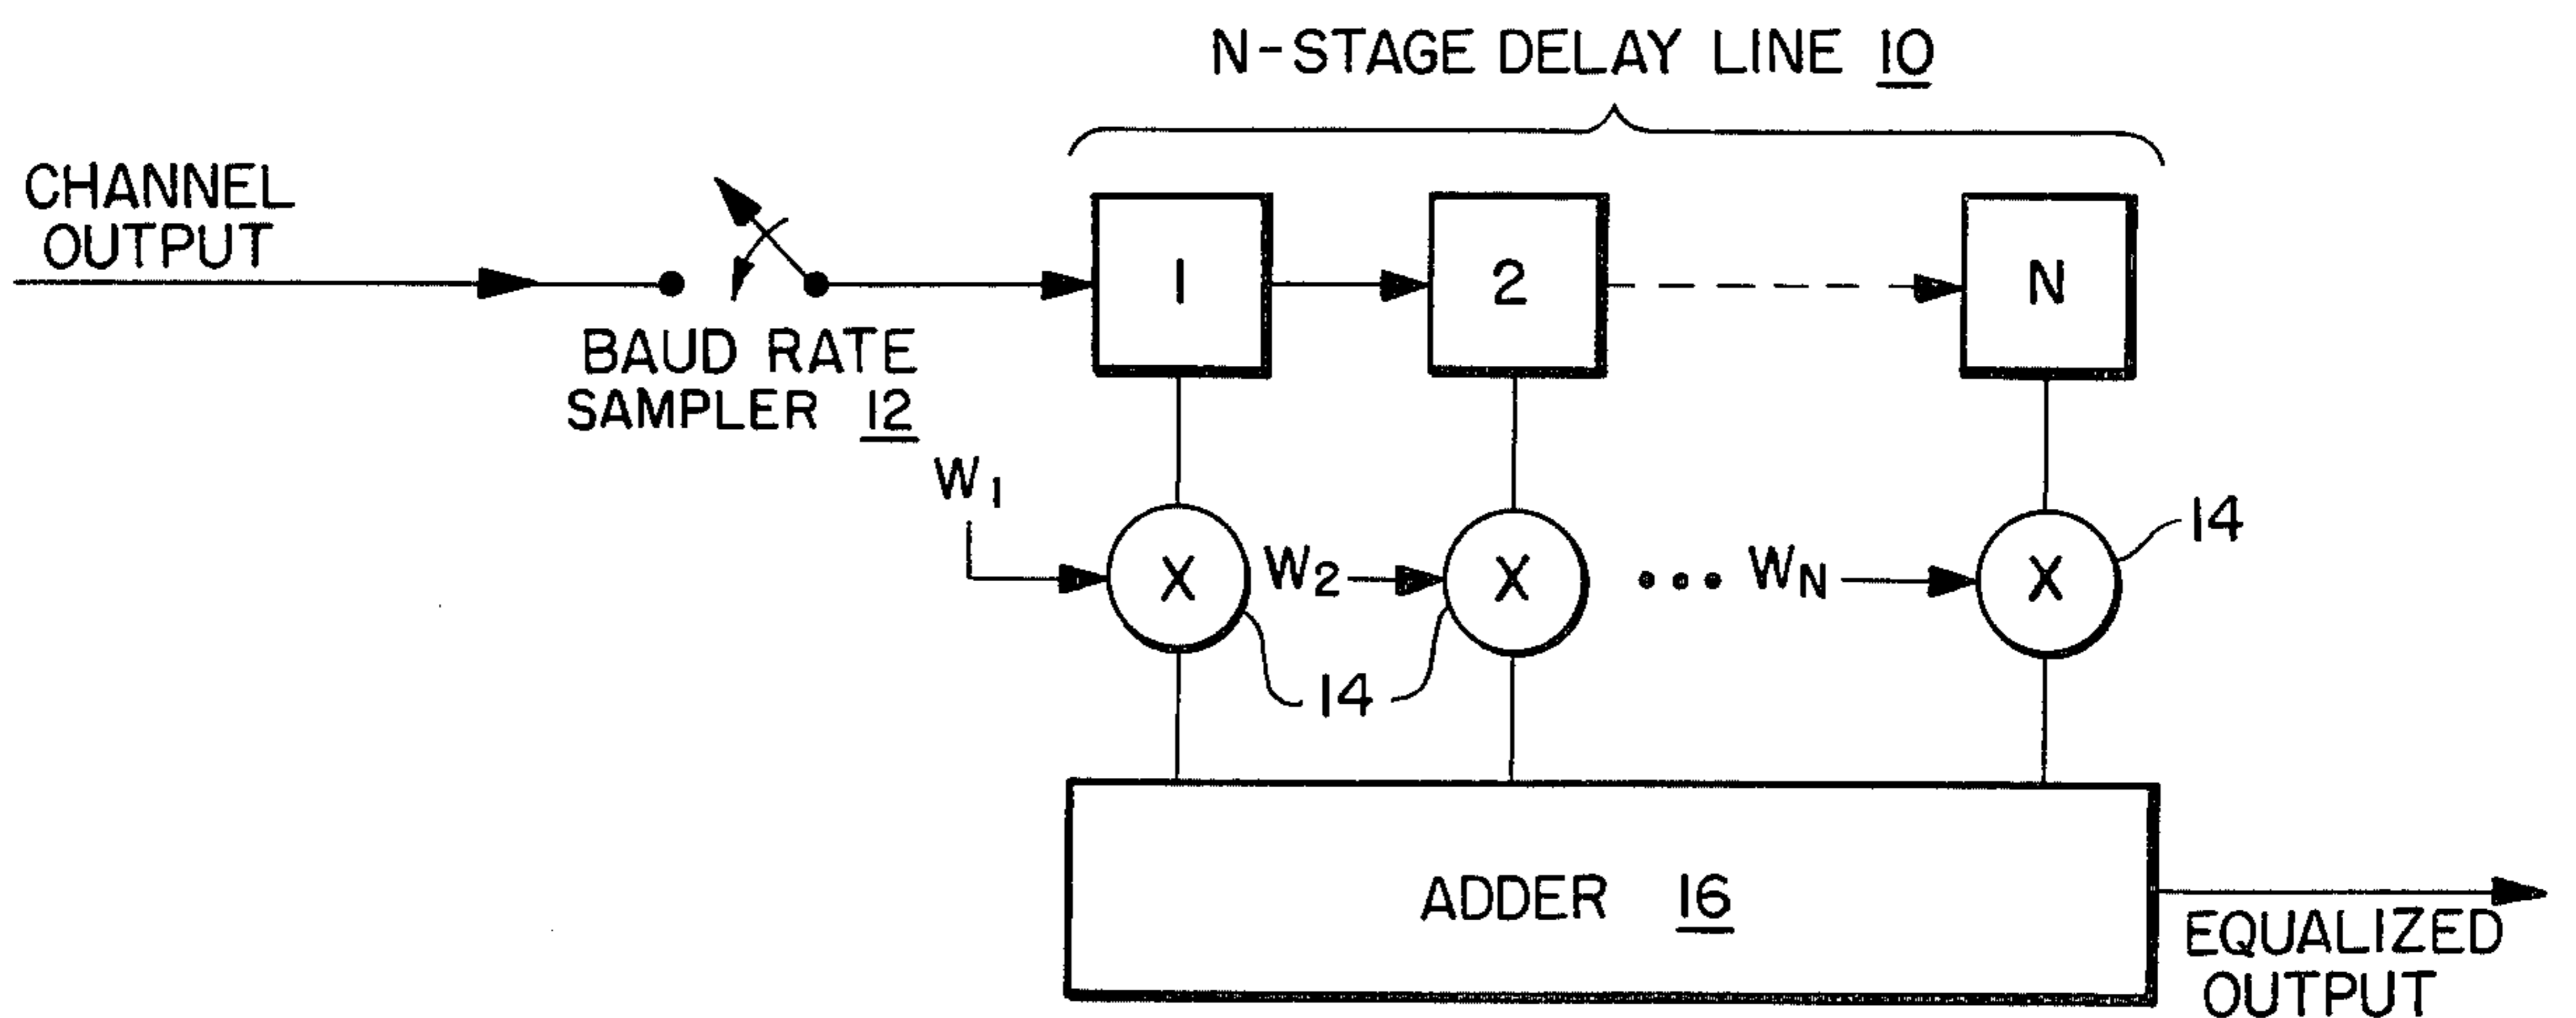 N-STAGE DELAY LINE 10
CHANNEL
OUTPUT
1
2
N
BAUD RATE
SAMPLER 12
W1
X
W2
X
••• WN
X
14
14
ADDER 16
EQUALIZED
OUTPUT